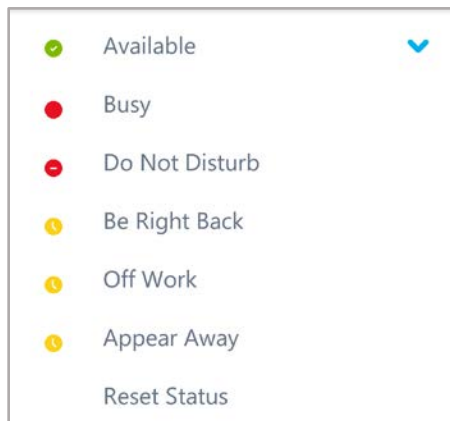 Available
Busy
Do Not Disturb
Be Right Back
Off Work
Appear Away
Reset Status